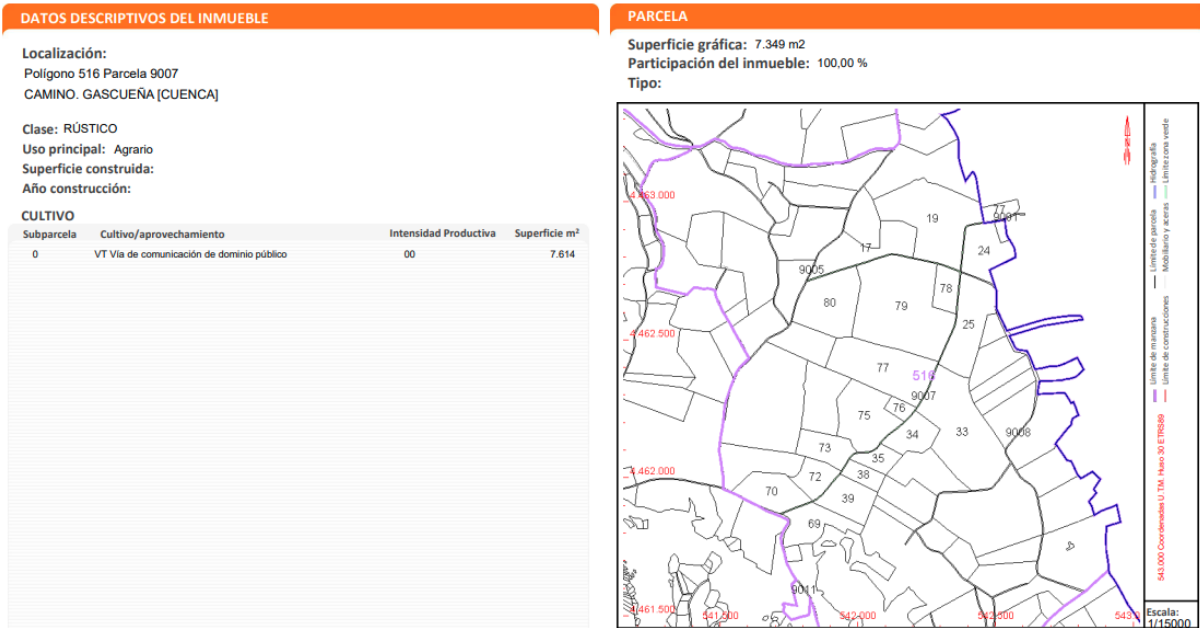 DATOS DESCRIPTIVOS DEL INMUEBLE
Localización:
Polígono 516 Parcela 9007
CAMINO. GASCUEÑA [CUENCA]
Clase: RÚSTICO
Uso principal: Agrario
Superficie construida:
Año construcción:
CULTIVO
Subparcela Cultivo/aprovechamiento Intensidad Productiva Superficie m²
0 VT Vía de comunicación de dominio público 00 7.614
PARCELA
Superficie gráfica: 7.349 m2
Participación del inmueble: 100,00 %
Tipo:
4.463.000
19
77
9001
17
24
9005
78
80
79
25
4.462.500
77
516
9007
76
75
34
33
9008
73
35
4.462.000
72
38
70
39
69
9011
4.461.500
541.500
542.000
542.500
543.0
Límite de manzana Límite de parcela Hidrografía
Límite de construcciones Mobiliario y aceras Límite zona verde
543.000 Coordenadas U.T.M. Huso 30 ETRS89
Escala:
1/15000